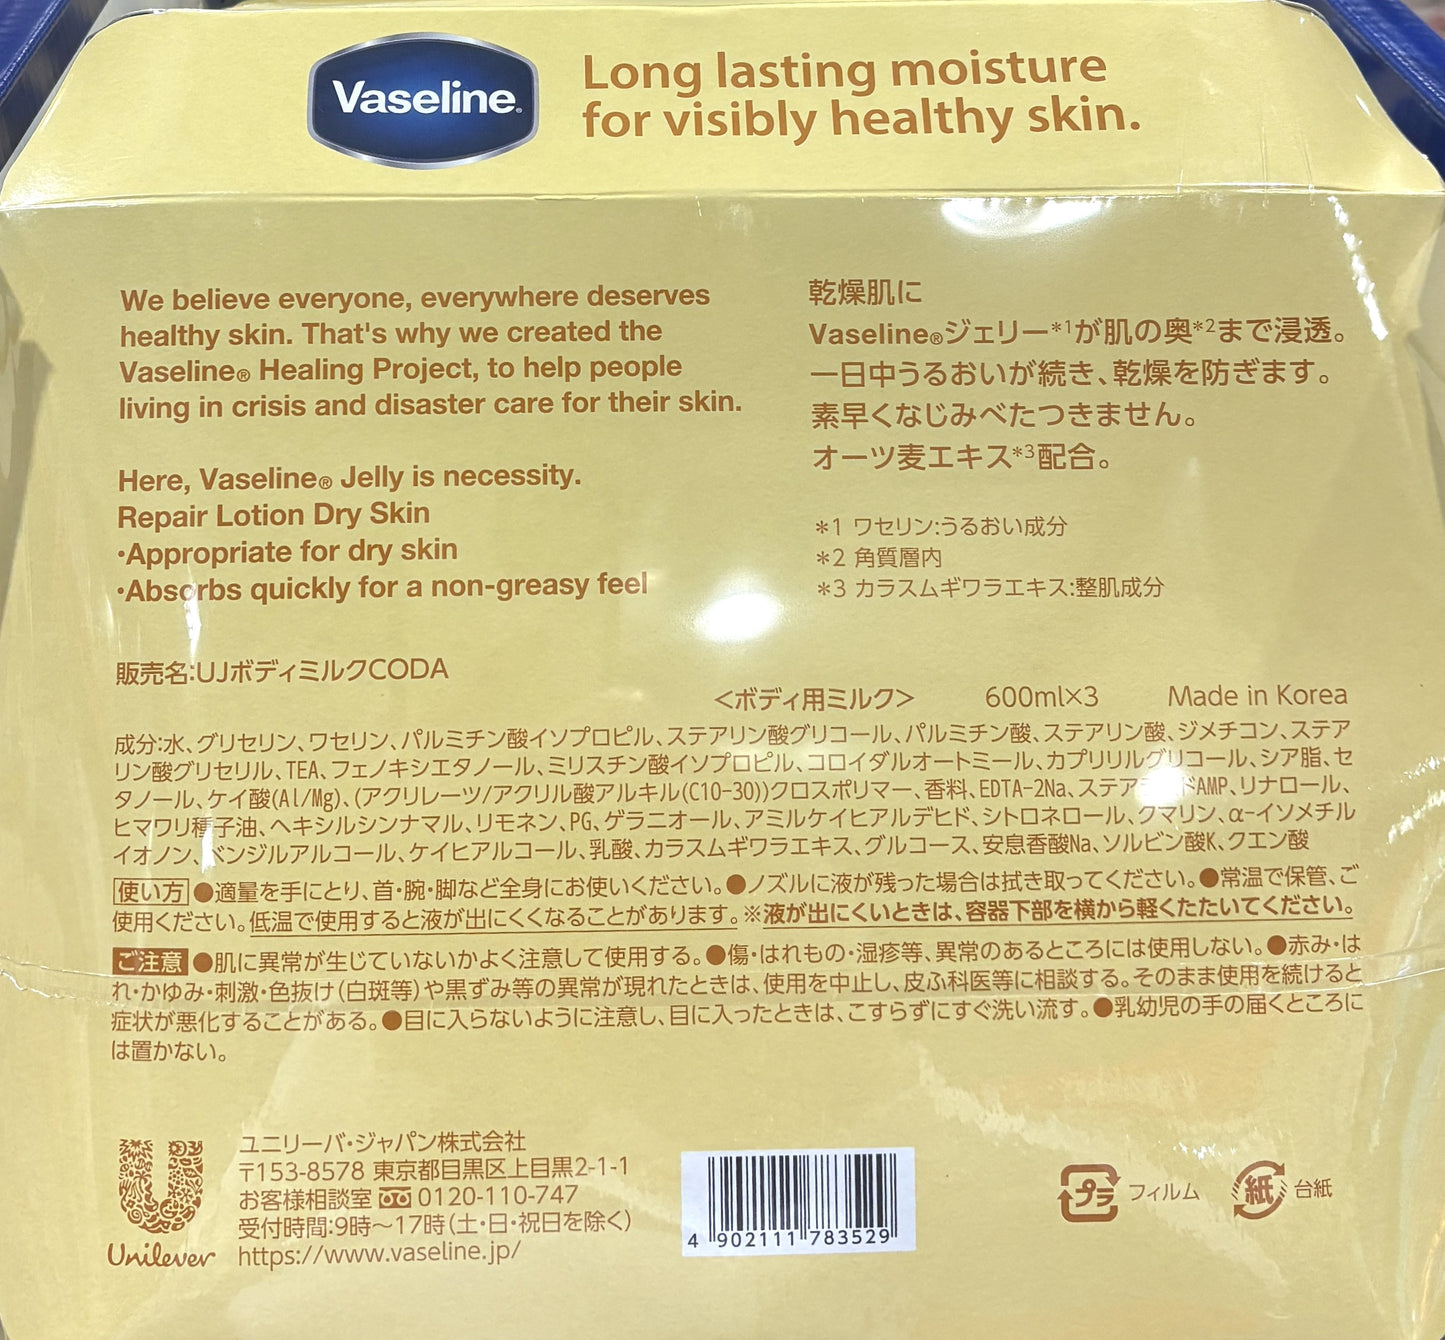 Vaseline®
Long lasting moisture
for visibly healthy skin.
We believe everyone, everywhere deserves
healthy skin. That's why we created the
Vaseline® Healing Project, to help people
living in crisis and disaster care for their skin.
Here, Vaseline® Jelly is necessity.
Repair Lotion Dry Skin
・Appropriate for dry skin
・Absorbs quickly for a non-greasy feel
乾燥肌に
Vaseline®ジェリー*1が肌の奥*2まで浸透。
一日中うるおいが続き、乾燥を防ぎます。
素早くなじみべたつきません。
オーツ麦エキス*3配合。
*1 ワセリン:うるおい成分
*2 角質層内
*3 カラスムギワラエキス:整肌成分
販売名:UJボディミルクCODA
<ボディ用ミルク> 600ml×3 Made in Korea
成分:水、グリセリン、ワセリン、パルミチン酸イソプロピル、ステアリン酸グリコール、パルミチン酸、ステアリン酸、ジメチコン、ステア
リン酸グリセリル、TEA、フェノキシエタノール、ミリスチン酸イソプロピル、コロイダルオートミール、カプリリルグリコール、シア脂、セ
タノール、ケイ酸(Al/Mg)、(アクリレーツ/アクリル酸アルキル(C10-30))クロスポリマー、香料、EDTA-2Na、ステアミドAMP、リナロール、
ヒマワリ種子油、ヘキシルシンナマル、リモネン、PG、ゲラニオール、アミルケイヒアルデヒド、シトロネロール、クマリン、α-イソメチル
イオノン、ベンジルアルコール、ケイヒアルコール、乳酸、カラスムギワラエキス、グルコース、安息香酸Na、ソルビン酸K、クエン酸
使い方 ●適量を手にとり、首・腕・脚など全身にお使いください。●ノズルに液が残った場合は拭き取ってください。●常温で保管、ご
使用ください。低温で使用すると液が出にくくなることがあります。※液が出にくいときは、容器下部を横から軽くたたいてください。
ご注意 ●肌に異常が生じていないかよく注意して使用する。●傷・はれもの・湿疹等、異常のあるところには使用しない。●赤み・は
れ・かゆみ・刺激・色抜け(白斑等)や黒ずみ等の異常が現れたときは、使用を中止し、皮ふ科医等に相談する。そのまま使用を続けると
症状が悪化することがある。●目に入らないように注意し、目に入ったときは、こすらずにすぐ洗い流す。●乳幼児の手の届くところに
は置かない。
Unilever
ユニリーバ・ジャパン株式会社
〒153-8578 東京都目黒区上目黒2-1-1
お客様相談室 0120-110-747
受付時間:9時～17時(土・日・祝日を除く)
https://www.vaseline.jp/
4 902111 783529
プラ フィルム
紙 台紙